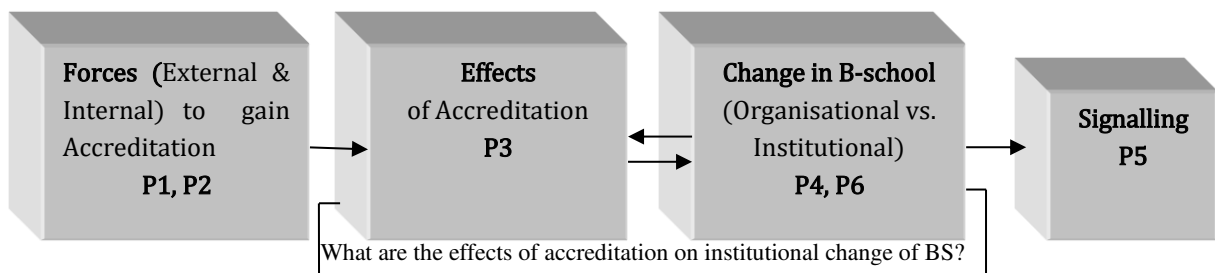 Forces (External &
Internal) to gain
Accreditation
P1, P2
Effects
of Accreditation
P3
Change in B-school
(Organisational vs.
Institutional)
P4, P6
Signalling
P5
What are the effects of accreditation on institutional change of BS?